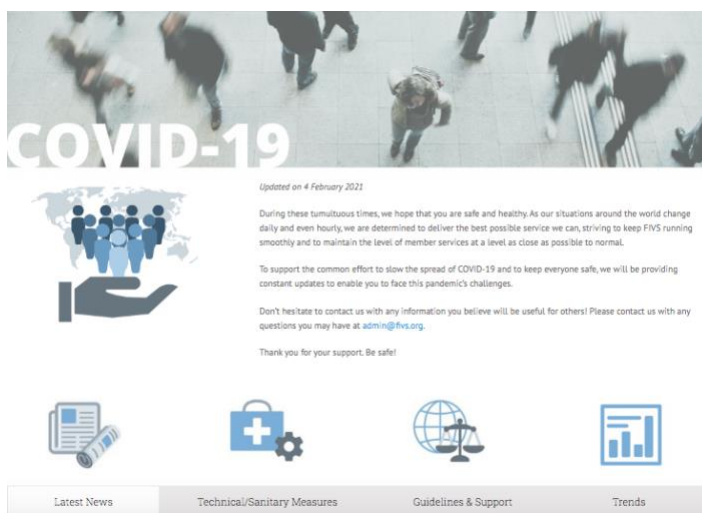 COVID-19
Updated on 4 February 2021
During these tumultuous times, we hope that you are safe and healthy. As our situations around the world change
daily and even hourly, we are determined to deliver the best possible service we can, striving to keep FIVS running
smoothly and to maintain the level of member services at a level as close as possible to normal.
To support the common effort to slow the spread of COVID-19 and to keep everyone safe, we will be providing
constant updates to enable you to face this pandemic's challenges.
Don't hesitate to contact us with any information you believe will be useful for others! Please contact us with any
questions you may have at admin@fivs.org.
Thank you for your support. Be safe!
Latest News
Technical/Sanitary Measures
Guidelines & Support
Trends